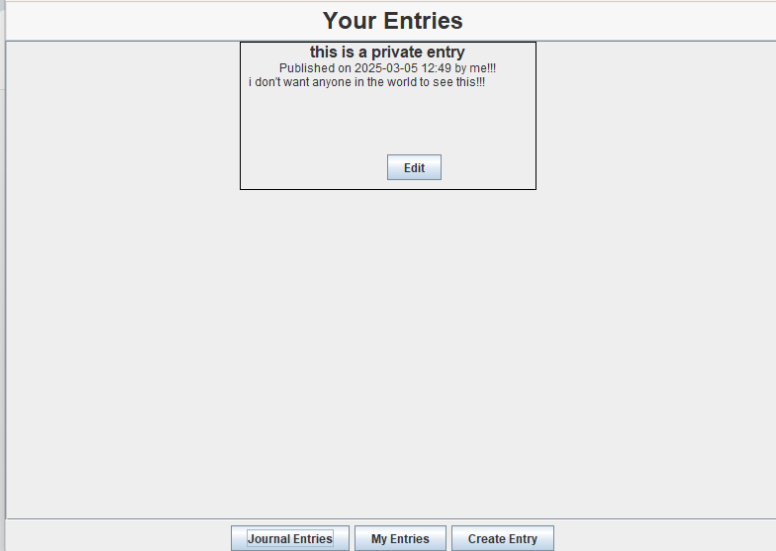 Your Entries
this is a private entry
Published on 2025-03-05 12:49 by me!!!
i don't want anyone in the world to see this!!!
Edit
Journal Entries My Entries Create Entry